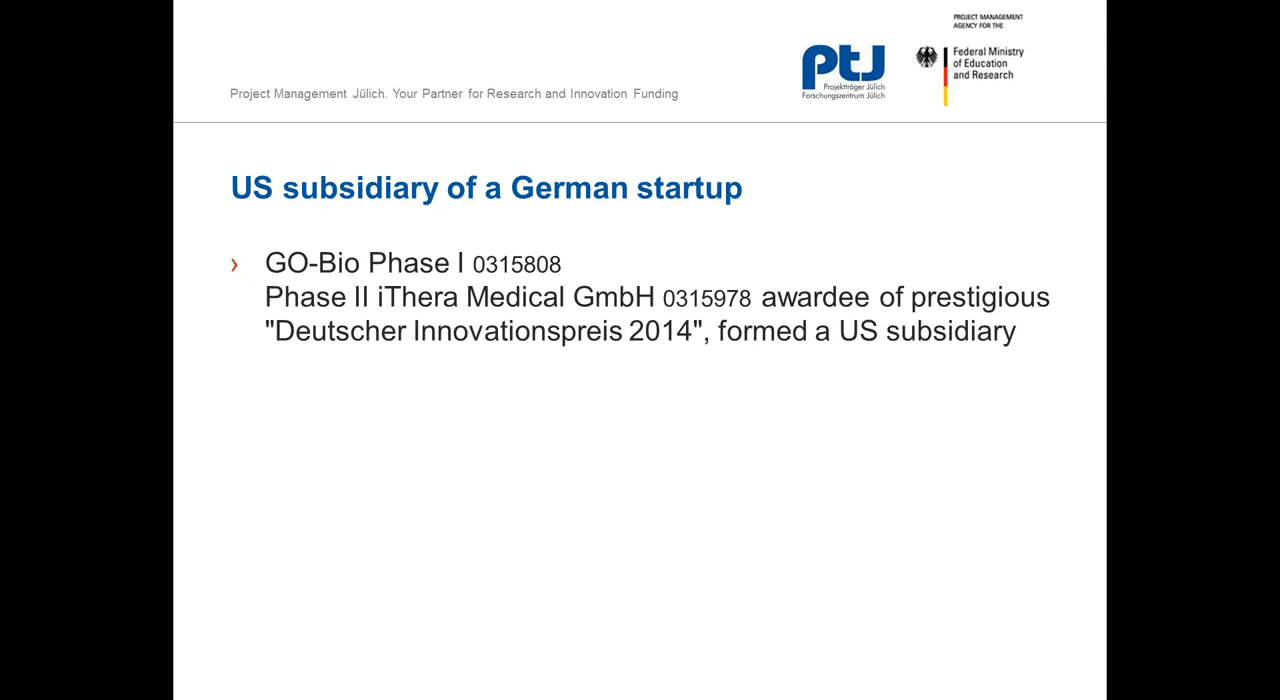 PROJECT MANAGEMENT
AGENCY FOR THE
ptJ
Projektträger Jülich
Forschungszentrum Jülich
Federal Ministry
of Education
and Research
Project Management Jülich. Your Partner for Research and Innovation Funding
US subsidiary of a German startup
› GO-Bio Phase I 0315808
Phase II iThera Medical GmbH 0315978 awardee of prestigious
"Deutscher Innovationspreis 2014", formed a US subsidiary